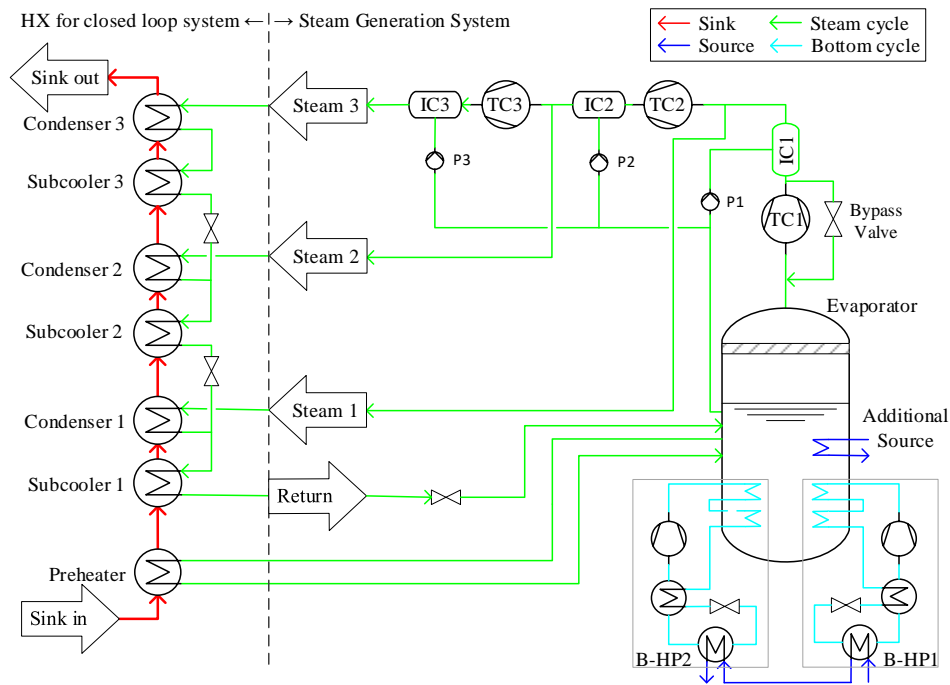 HX for closed loop system ←
→ Steam Generation System
Sink
Source
Steam cycle
Bottom cycle
Sink out
Condenser 3
Subcooler 3
Condenser 2
Subcooler 2
Condenser 1
Subcooler 1
Preheater
Sink in
Steam 3
Steam 2
Steam 1
Return
IC3
TC3
IC2
TC2
IC1
TC1
P3
P2
P1
Bypass
Valve
Evaporator
Additional
Source
B-HP2
B-HP1